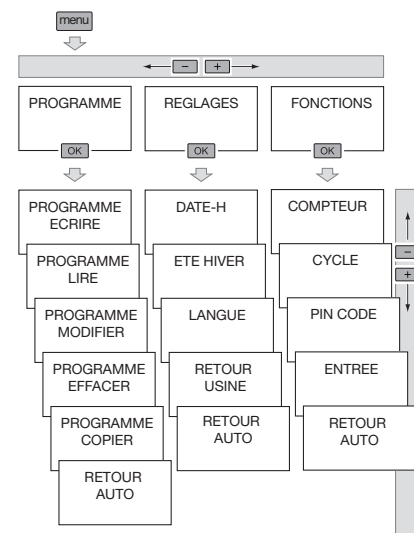 menu
− +
PROGRAMME
REGLAGES
FONCTIONS
OK
OK
OK
PROGRAMME
ECRIRE
PROGRAMME
LIRE
PROGRAMME
MODIFIER
PROGRAMME
EFFACER
PROGRAMME
COPIER
RETOUR
AUTO
DATE-H
ETE HIVER
LANGUE
RETOUR
USINE
RETOUR
AUTO
COMPTEUR
CYCLE
PIN CODE
ENTREE
RETOUR
AUTO
−
+